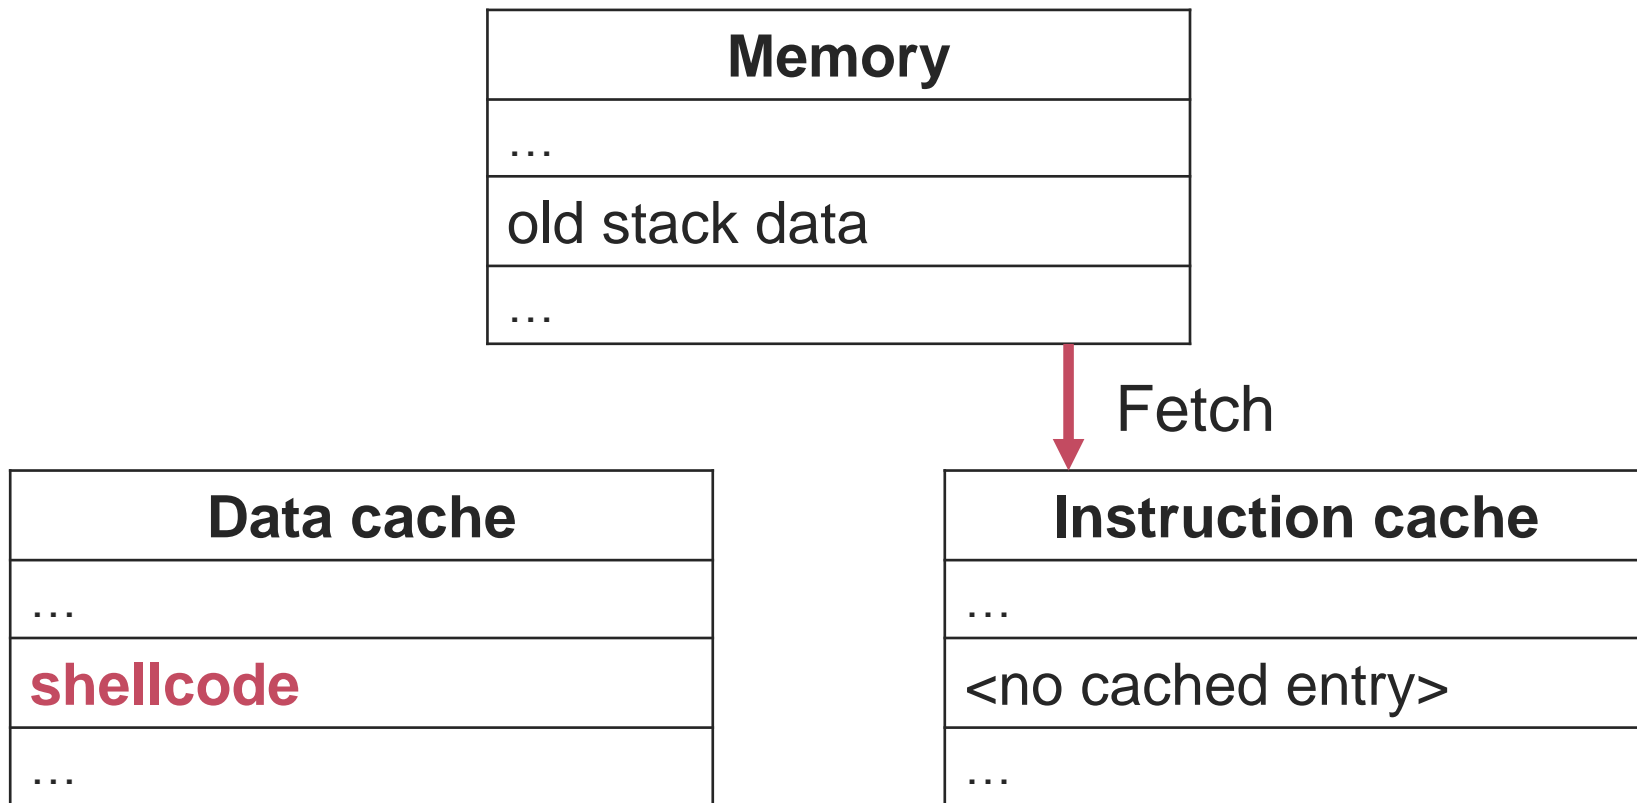 Memory
...
old stack data
...
Fetch
Data cache
...
shellcode
...
Instruction cache
...
<no cached entry>
...